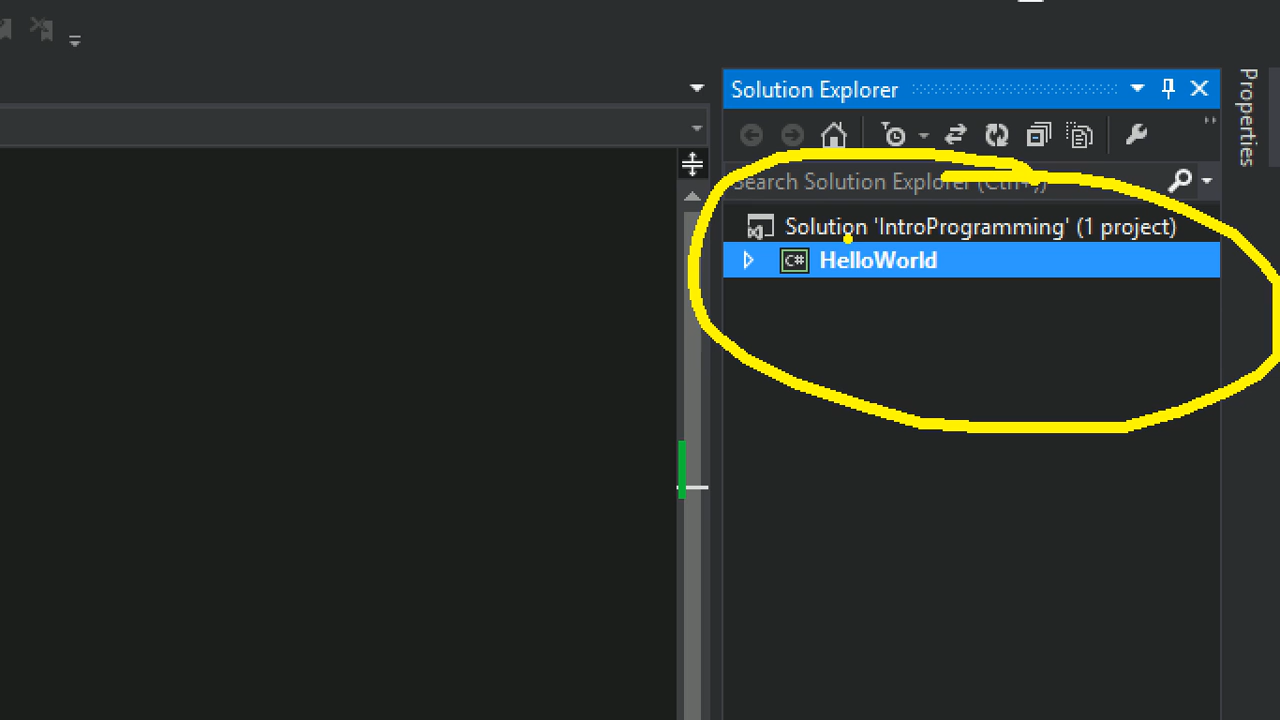 Solution Explorer
Search Solution Explorer (Ctrl+;)
Solution 'IntroProgramming' (1 project)
C# HelloWorld
Properties